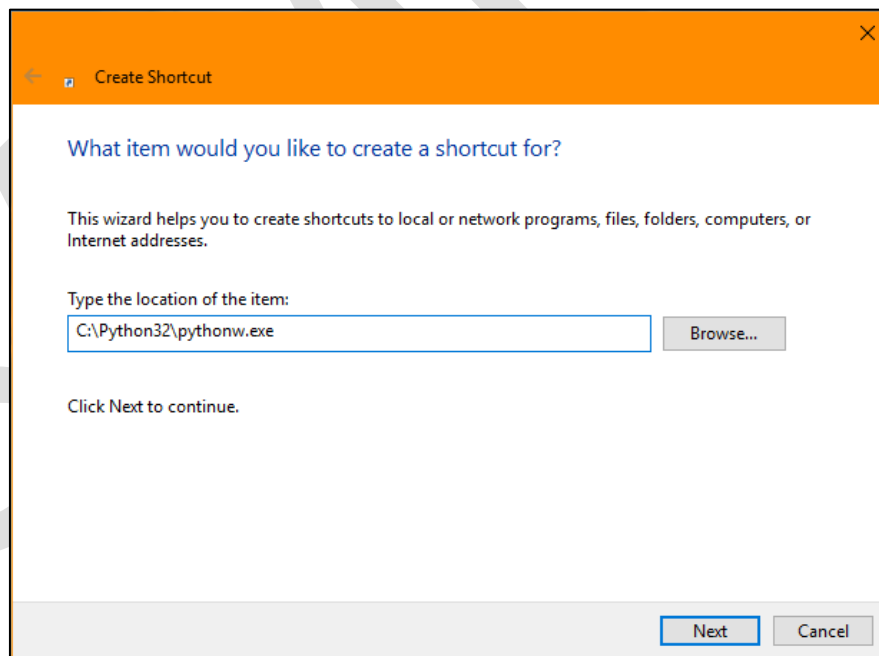 Create Shortcut
What item would you like to create a shortcut for?
This wizard helps you to create shortcuts to local or network programs, files, folders, computers, or
Internet addresses.
Type the location of the item:
C:\Python32\pythonw.exe
Browse...
Click Next to continue.
Next
Cancel